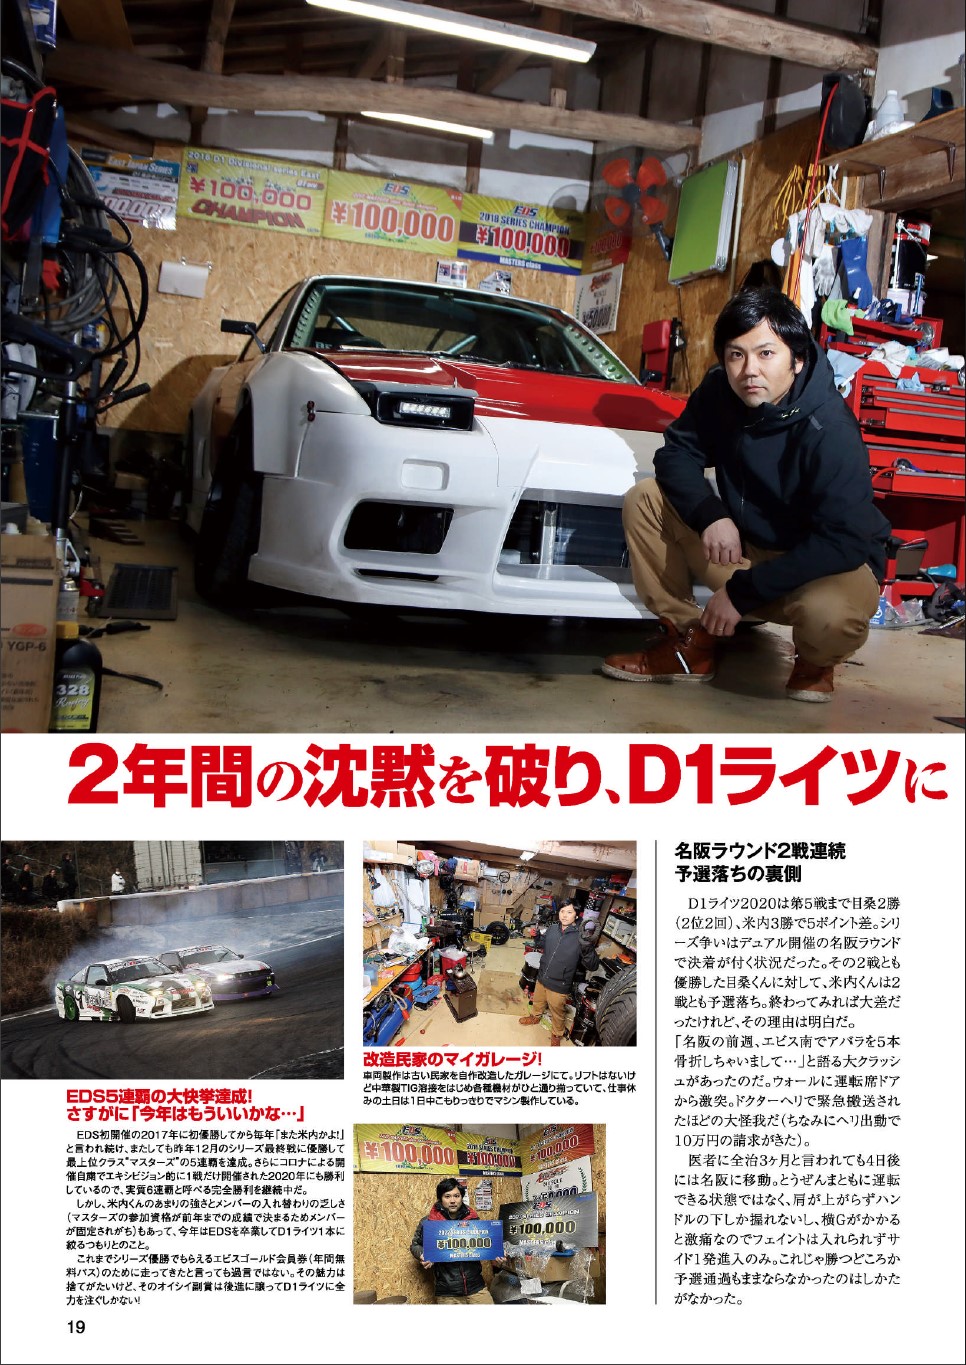 EAST JAPAN SERIES
2016 D1 Divisional series East
¥100,000
CHAMPION
EDS
¥100,000
EDS
2018 SERIES CHAMPION
¥100,000
MASTERS class
YGP-6
328
Racing
2年間の沈黙を破り、D1ライツに
EDS5連覇の大快挙達成!
さすがに「今年はもういいかな…」
EDS初開催の2017年に初優勝してから毎年「また米内かよ!」
と言われ続け、またしても昨年12月のシリーズ最終戦に優勝して
最上位クラス“マスターズ”の5連覇を達成。さらにコロナによる開
催自粛でエキシビション的に1戦だけ開催された2020年にも勝利
しているので、実質6連覇と呼べる完全勝利を継続中だ。
しかし、米内くんのあまりの強さとメンバーの入れ替わりの乏しさ
(マスターズの参加資格が前年までの成績で決まるためメンバー
が固定されがち)もあって、今年はEDSを卒業してD1ライツ1本に
絞るつもりとのこと。
これまでシリーズ優勝でもらえるエビスゴールド会員券(年間無
料パス)のために走ってきたと言っても過言ではない。その魅力は
捨てがたいけど、そのオイシイ副賞は後進に譲ってD1ライツに全
力を注ぐしかない!
改造民家のマイガレージ!
車両製作は古い民家を自作改造したガレージにて。リフトはないけ
ど中華製TIG溶接をはじめ各種機材がひと通り揃っていて、仕事休
みの土日は1日中こもりっきりでマシン製作している。
¥100,000
SERIES CHAMPION
¥100,000
MASTERS CLASS
¥100,000
名阪ラウンド2戦連続
予選落ちの裏側
D1ライツ2020は第5戦まで目桑2勝
(2位2回)、米内3勝で5ポイント差。シリ
ーズ争いはデュアル開催の名阪ラウンド
で決着が付く状況だった。その2戦とも
優勝した目桑くんに対して、米内くんは2
戦とも予選落ち。終わってみれば大差だ
ったけれど、その理由は明白だ。
「名阪の前週、エビス南でアバラを5本
骨折しちゃいまして…」と語る大クラッシ
ュがあったのだ。ウォールに運転席ドア
から激突。ドクターヘリで緊急搬送され
たほどの大怪我だ(ちなみにヘリ出動で
10万円の請求がきた)。
医者に全治3ヶ月と言われても4日後
には名阪に移動。とうぜんまともに運転
できる状態ではなく、肩が上がらずハン
ドルの下しか握れないし、横Gがかかる
と激痛なのでフェイントは入れられずサ
イド1発進入のみ。これじゃ勝つどころか
予選通過もままならなかったのはしかた
がなかった。
19